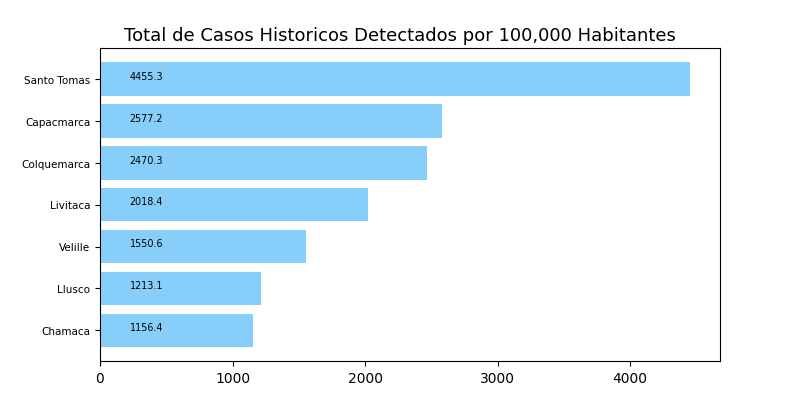 Total de Casos Historicos Detectados por 100,000 Habitantes
Santo Tomas 4455.3
Capacmarca 2577.2
Colquemarca 2470.3
Livitaca 2018.4
Velille 1550.6
Llusco 1213.1
Chamaca 1156.4
0 1000 2000 3000 4000